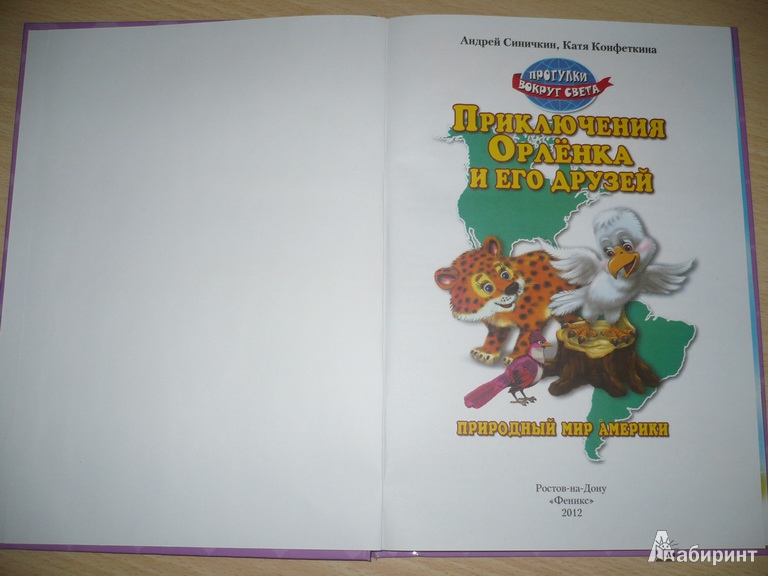 Андрей Синичкин, Катя Конфеткина
ПРОГУЛКИ
ВОКРУГ СВЕТА
ПРИКЛЮЧЕНИЯ
ОРЛЁНКА
И ЕГО ДРУЗЕЙ
ПРИРОДНЫЙ МИР АМЕРИКИ
Ростов-на-Дону
«Феникс»
2012
Лабиринт